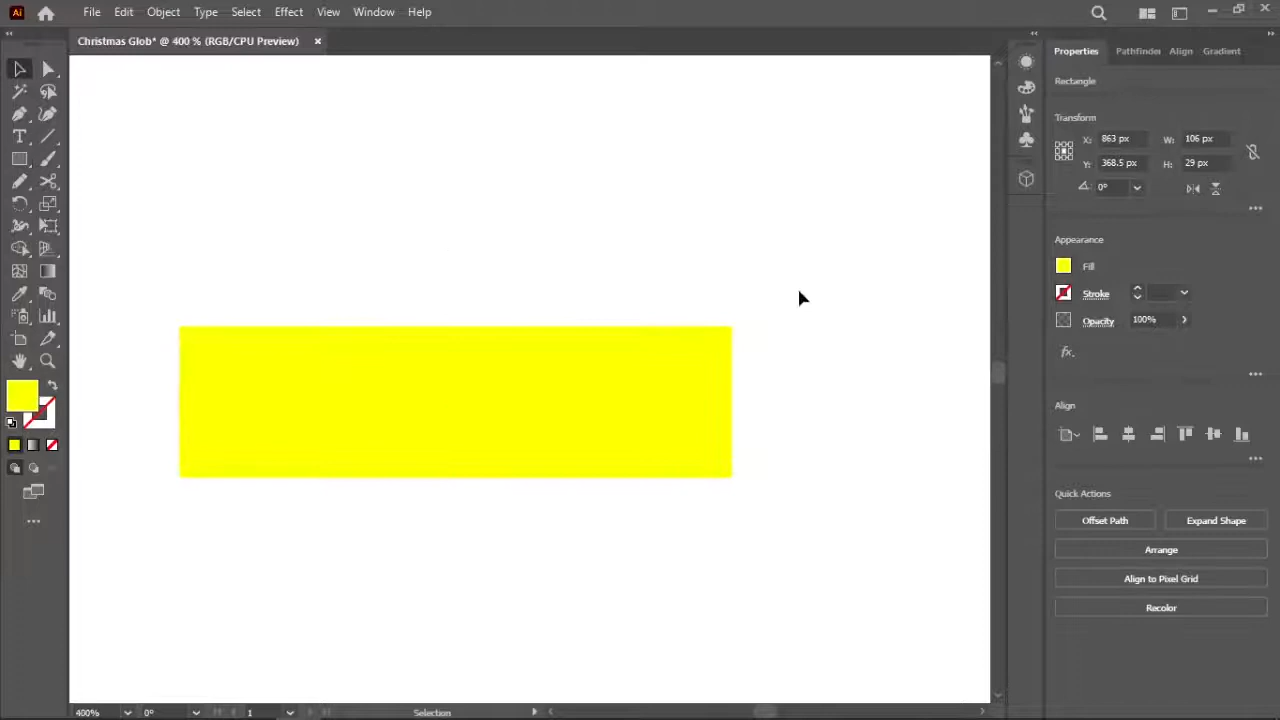 Ai File Edit Object Type Select Effect View Window Help
Christmas Glob* @ 400 % (RGB/CPU Preview) ×
Properties Pathfinder Align Gradient
Rectangle
Transform
X: 863 px W: 106 px
Y: 368.5 px H: 29 px
0°
Appearance
Fill
Stroke
Opacity 100%
fx.
Align
Quick Actions
Offset Path Expand Shape
Arrange
Align to Pixel Grid
Recolor
400% 0° 1 Selection